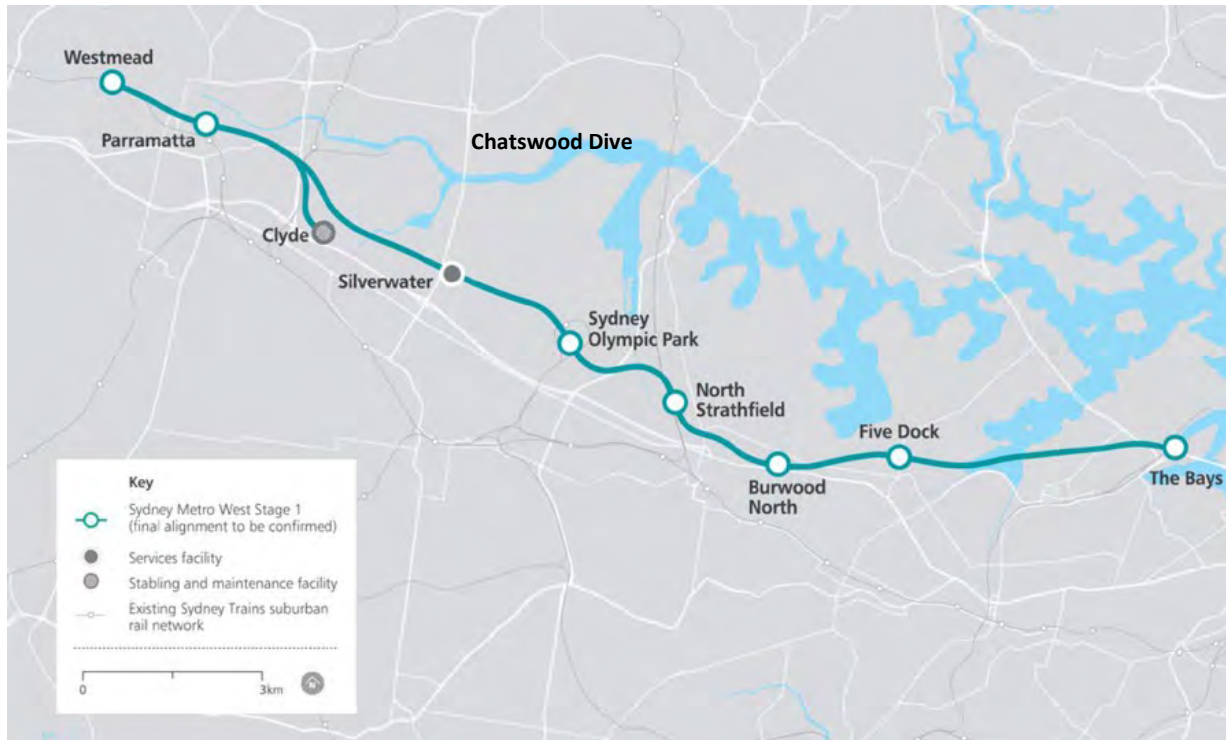 Westmead
Parramatta
Chatswood Dive
Clyde
Silverwater
Sydney
Olympic Park
North
Strathfield
Five Dock
Burwood
North
The Bays
Key
Sydney Metro West Stage 1
(final alignment to be confirmed)
Services facility
Stabling and maintenance facility
Existing Sydney Trains suburban
rail network
0
3km